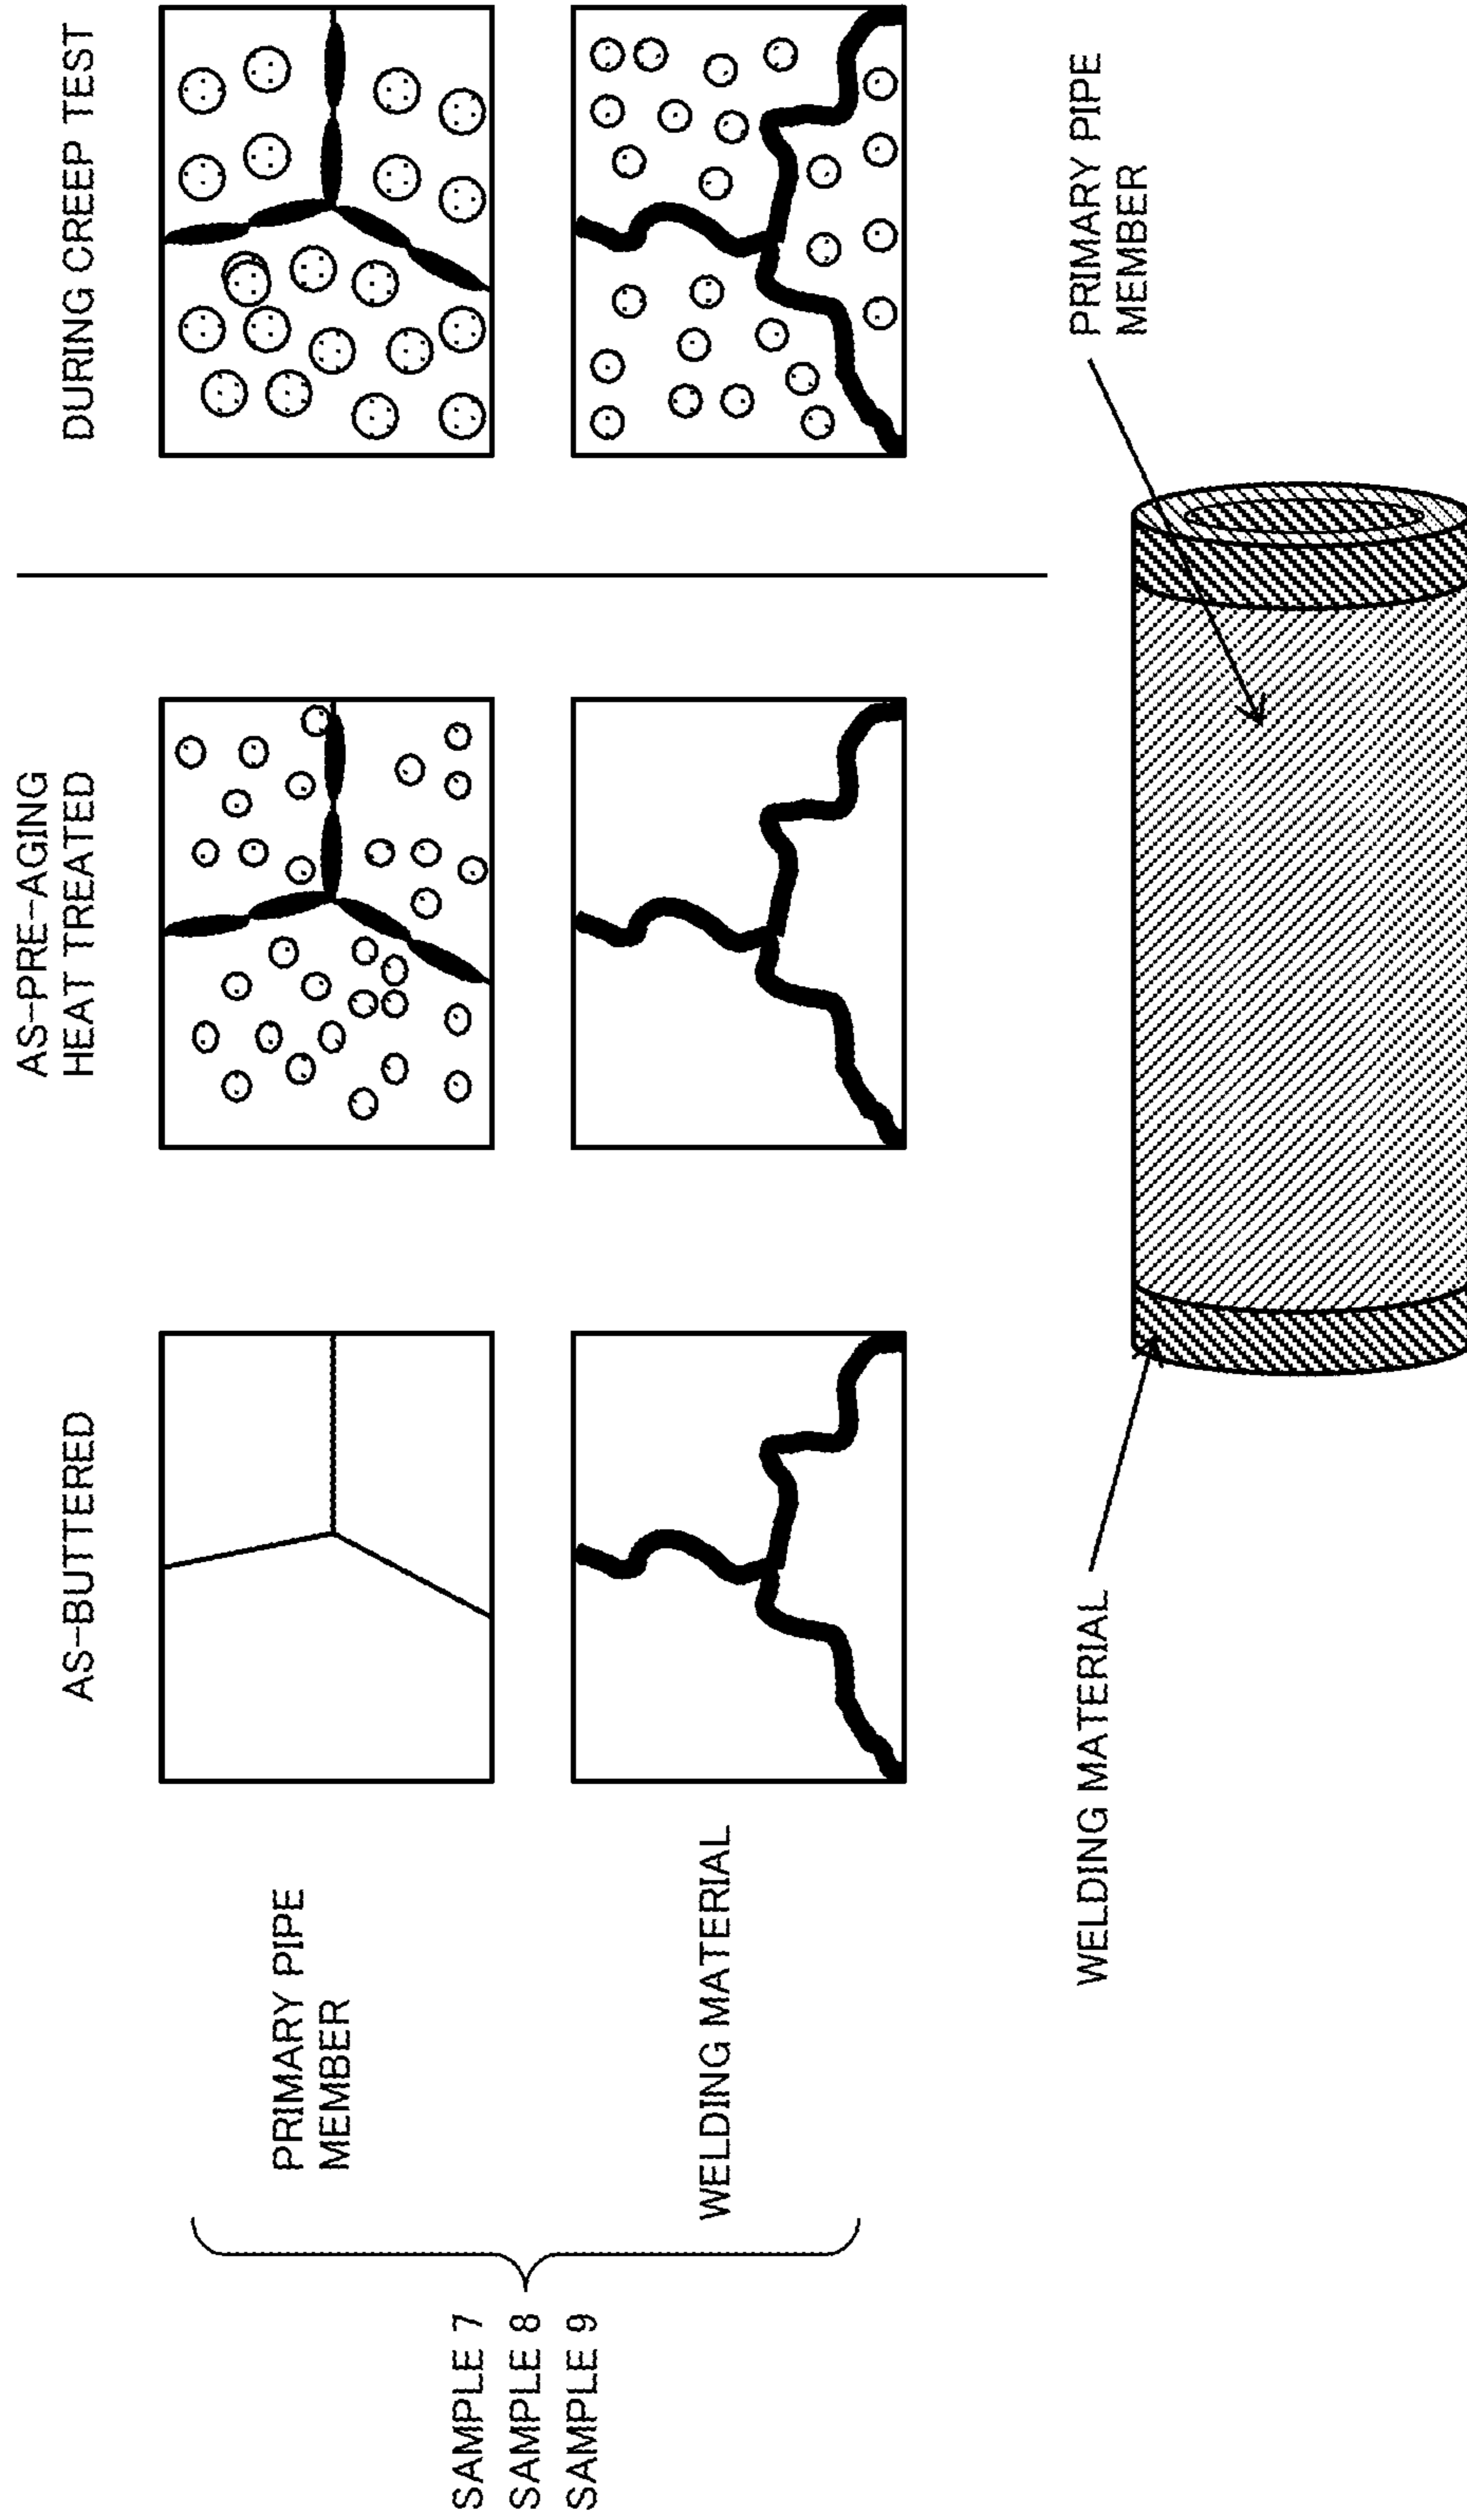 AS-BUTTERED
AS-PRE-AGING
HEAT TREATED
DURING CREEP TEST
SAMPLE 7
SAMPLE 8
SAMPLE 9
PRIMARY PIPE
MEMBER
WELDING MATERIAL
WELDING MATERIAL
PRIMARY PIPE
MEMBER